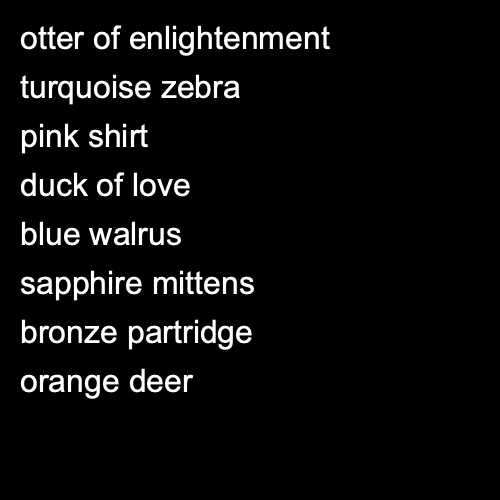 otter of enlightenment
turquoise zebra
pink shirt
duck of love
blue walrus
sapphire mittens
bronze partridge
orange deer